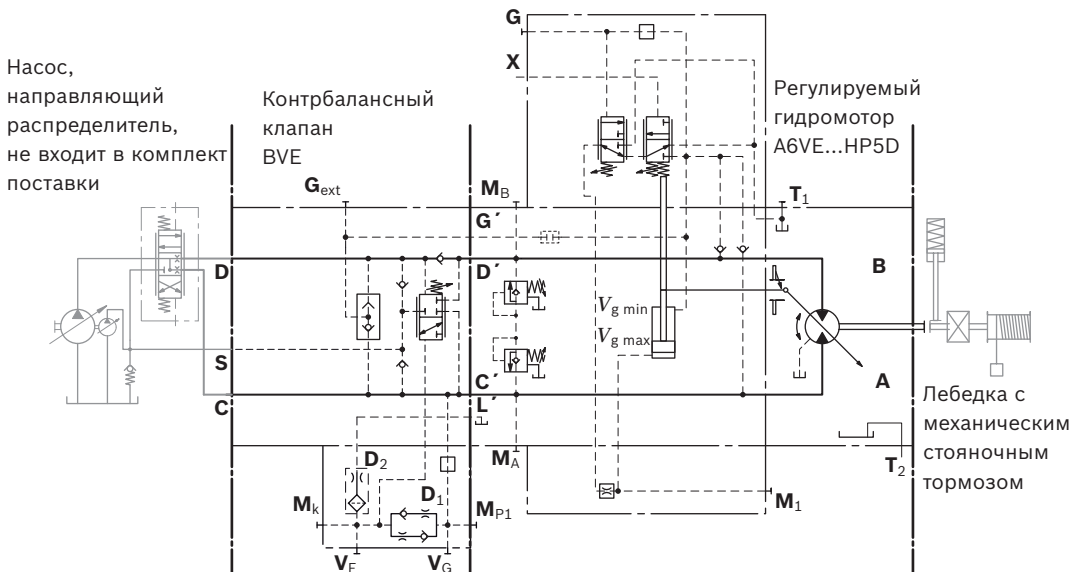 Насос,
направляющий
распределитель,
не входит в комплект
поставки
Контрбалансный
клапан
BVE
Регулируемый
гидромотор
A6VE...HP5D
G
X
Gext
MB
T1
G´
D
D´
B
Vg min
Vg max
S
C´
C
L´
A
Лебедка с
механическим
стояночным
тормозом
D2
MA
T2
Mk
D1
MP1
M1
VF
VG